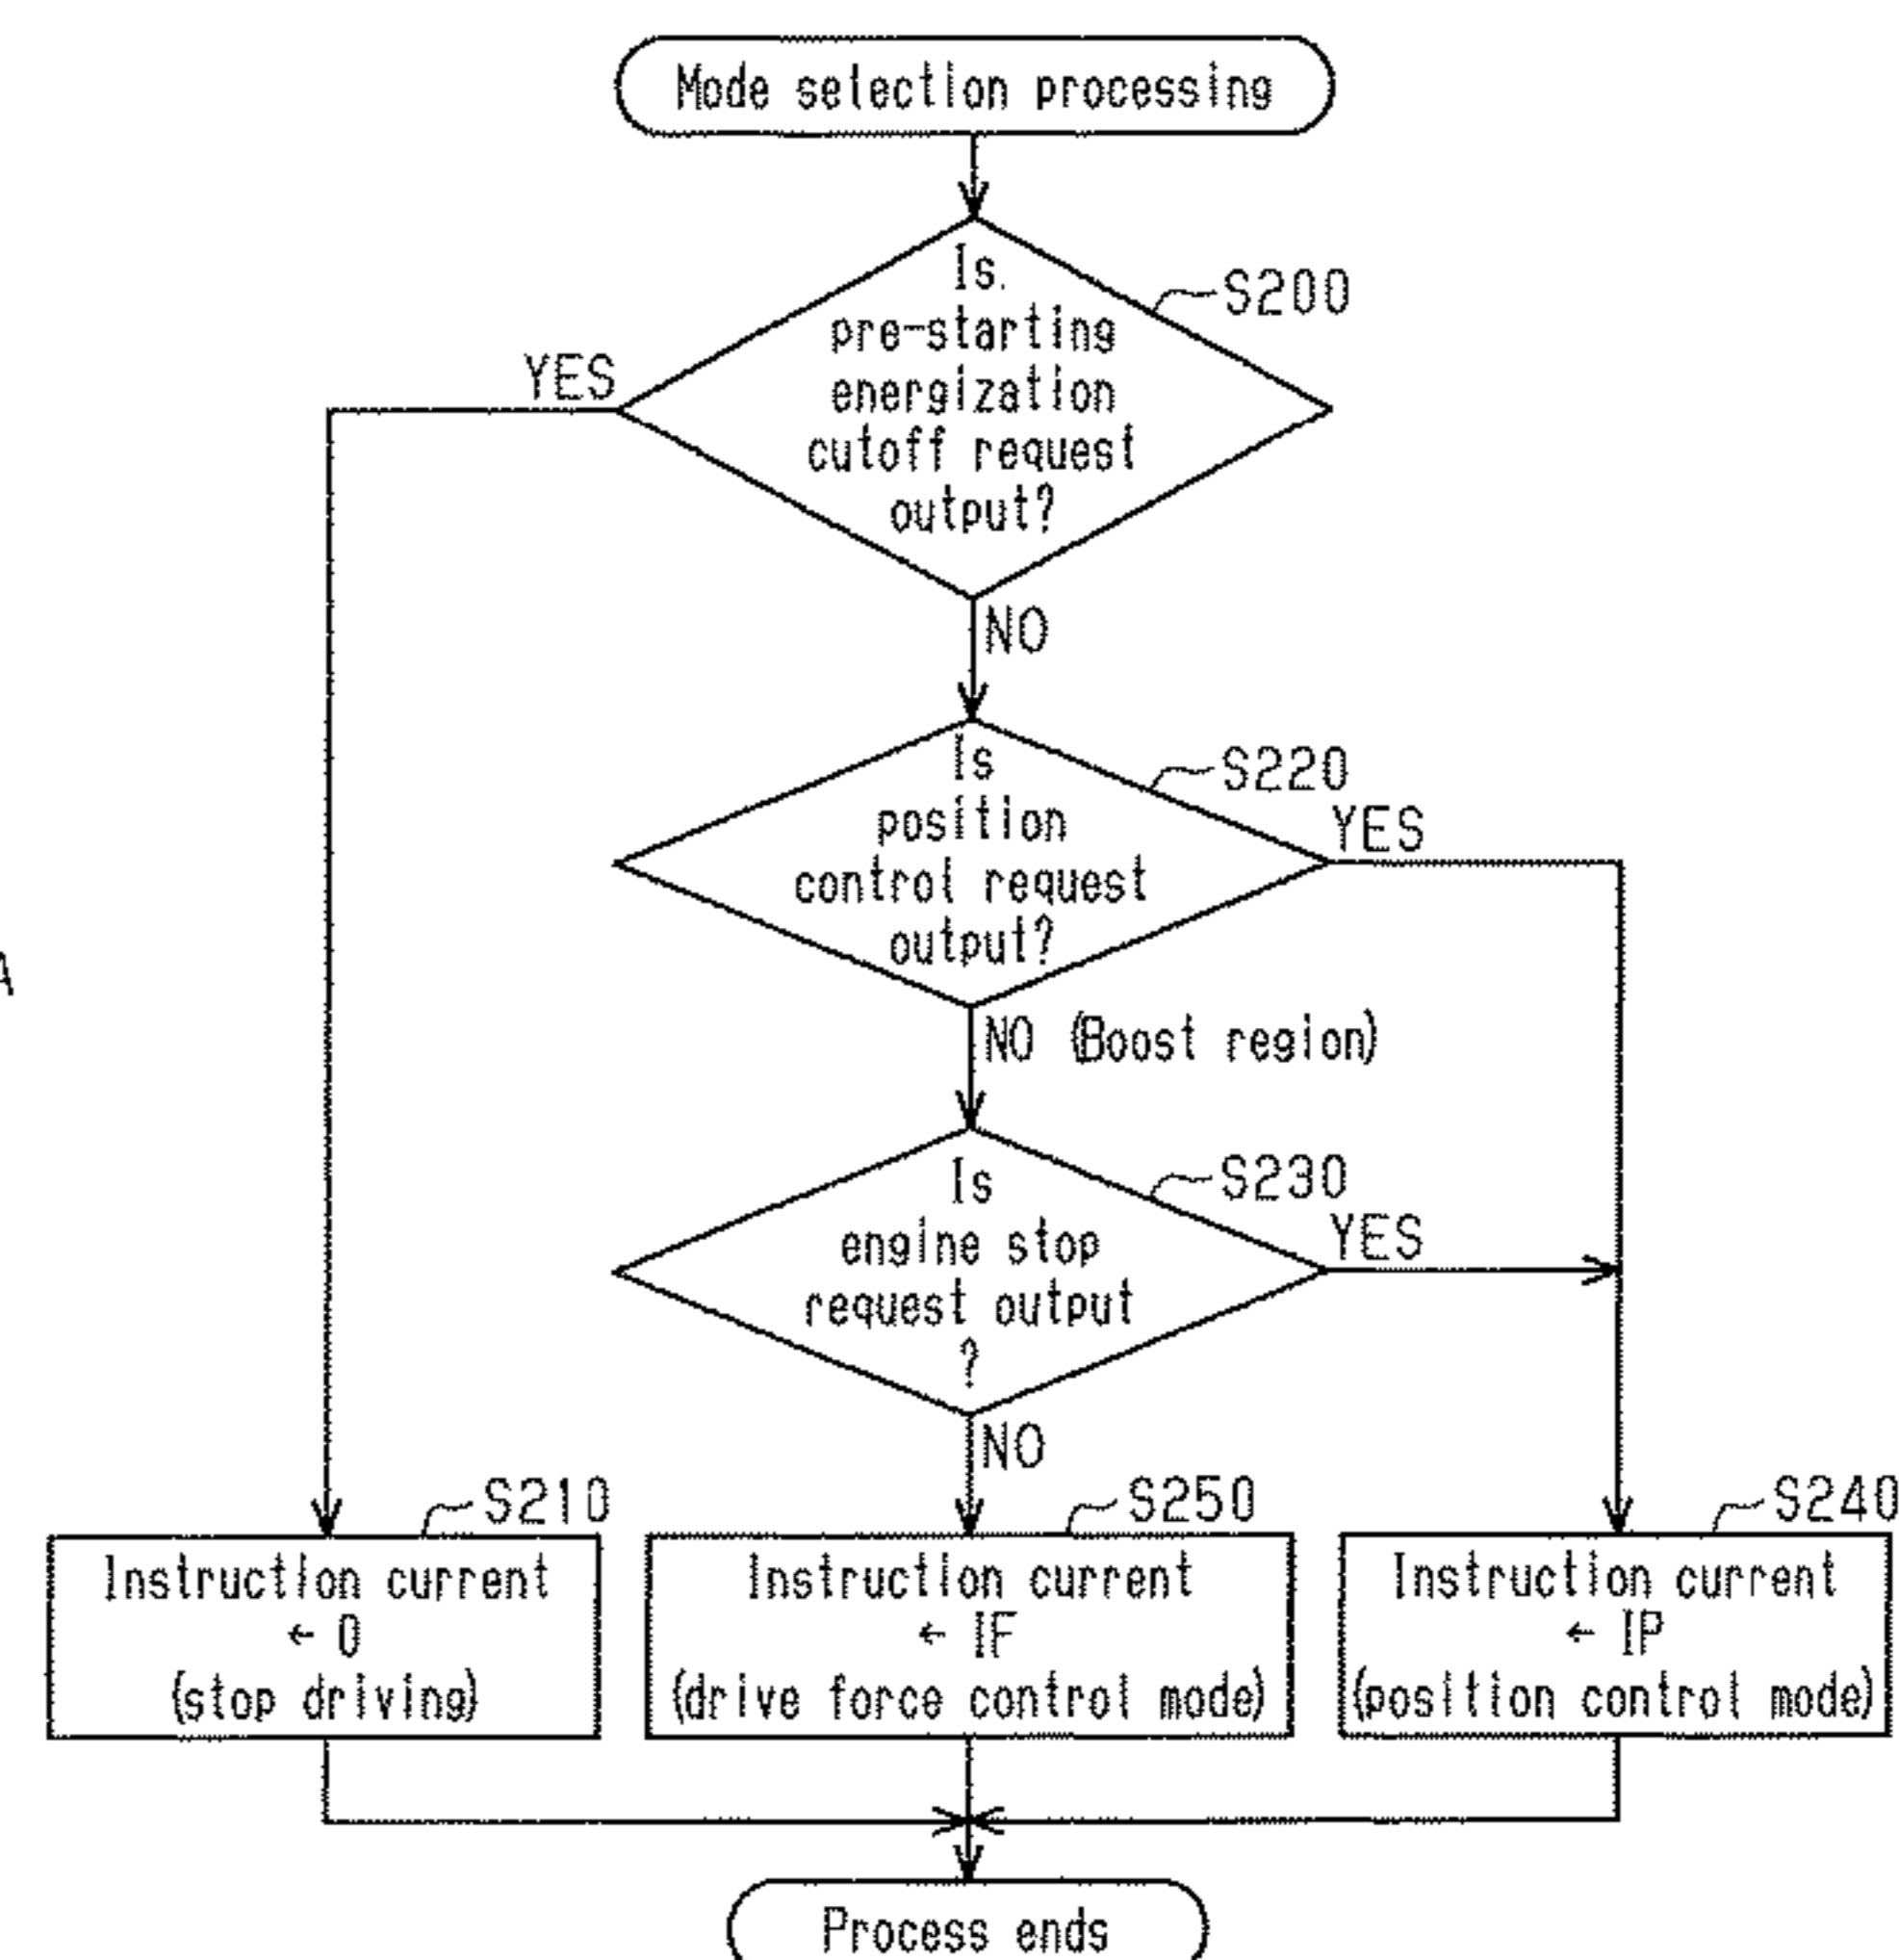 Mode selection processing
Is
pre-starting
energization
cutoff request
output?
S200
YES
NO
Is
position
control request
output?
S220
YES
NO (Boost region)
Is
engine stop
request output
?
S230
YES
NO
S210
Instruction current
← 0
(stop driving)
S250
Instruction current
← IF
(drive force control mode)
S240
Instruction current
← IP
(position control mode)
Process ends